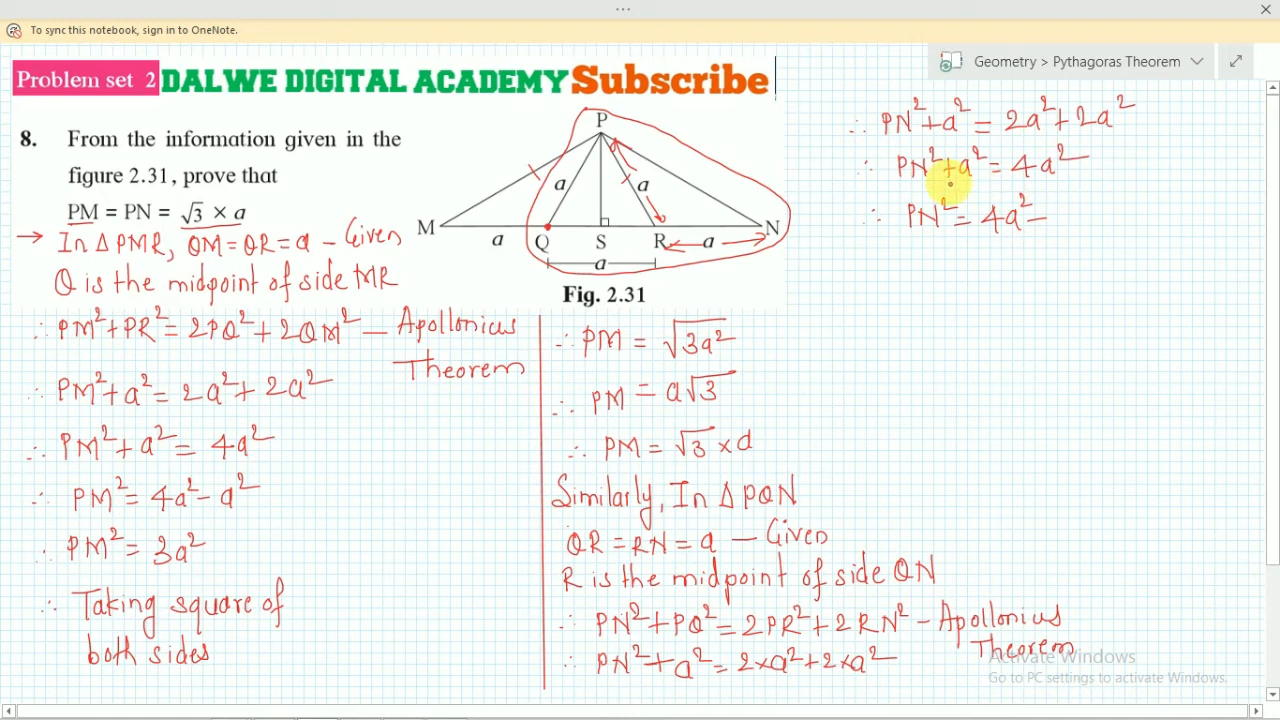 To sync this notebook, sign in to OneNote.
Geometry > Pythagoras Theorem
Problem set 2 DALWE DIGITAL ACADEMY Subscribe
8. From the information given in the
figure 2.31, prove that
PM = PN = √3 × a
→ In △PMR, QM = QR = a – Given
Q is the midpoint of side MR
∴ PM² + PR² = 2PQ² + 2QM² – Apollonius
Theorem
∴ PM² + a² = 2a² + 2a²
∴ PM² + a² = 4a²
∴ PM² = 4a² – a²
∴ PM² = 3a²
∴ Taking square of
both sides
P
a
a
M
a
Q
S
R
a
N
a
Fig. 2.31
∴ PM = √3a²
∴ PM = a√3
∴ PM = √3 × a
Similarly, In △PQN
QR = RN = a – Given
R is the midpoint of side QN
∴ PN² + PQ² = 2PR² + 2RN² – Apollonius
Theorem
∴ PN² + a² = 2×a² + 2×a²
∴ PN² + a² = 2a² + 2a²
∴ PN² + a² = 4a²
∴ PN² = 4a² –
Activate Windows
Go to PC settings to activate Windows.